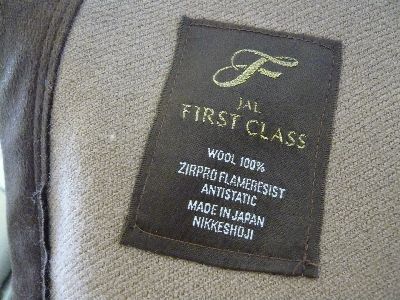 F
JAL
FIRST CLASS
WOOL 100%
ZIRPRO FLAMERESIST
ANTISTATIC
MADE IN JAPAN
NIKKESHOJI